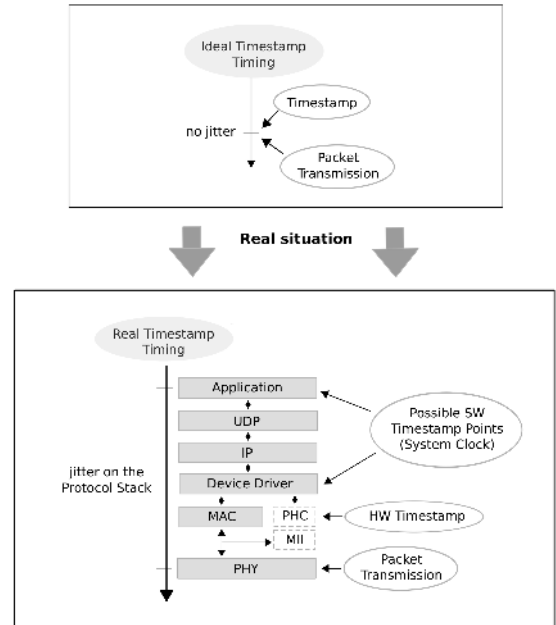 Ideal Timestamp
Timing
Timestamp
no jitter
Packet
Transmission
Real situation
Real Timestamp
Timing
Application
UDP
IP
Device Driver
MAC
PHC
MII
PHY
jitter on the
Protocol Stack
Possible SW
Timestamp Points
(System Clock)
HW Timestamp
Packet
Transmission